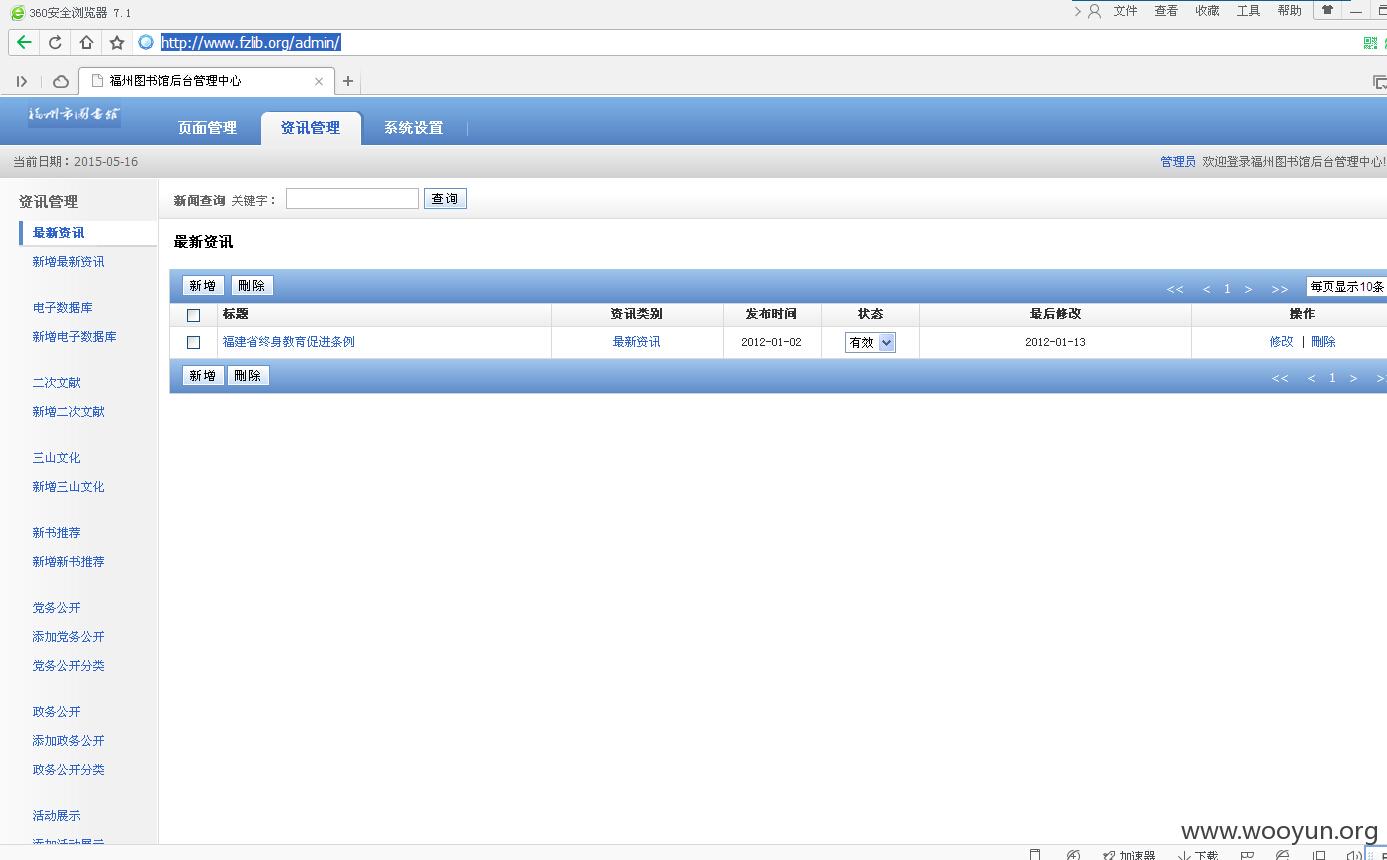 360安全浏览器 7.1
文件 查看 收藏 工具 帮助
http://www.fzlib.org/admin/
福州图书馆后台管理中心
福州市图书馆
页面管理 资讯管理 系统设置
当前日期：2015-05-16
管理员 欢迎登录福州图书馆后台管理中心!
资讯管理
最新资讯
新增最新资讯
电子数据库
新增电子数据库
二次文献
新增二次文献
三山文化
新增三山文化
新书推荐
新增新书推荐
党务公开
添加党务公开
党务公开分类
政务公开
添加政务公开
政务公开分类
活动展示
添加活动展示
新闻查询 关键字： 查询
最新资讯
新增 删除 << < 1 > >> 每页显示10条
标题 资讯类别 发布时间 状态 最后修改 操作
福建省终身教育促进条例 最新资讯 2012-01-02 有效 2012-01-13 修改 | 删除
新增 删除 << < 1 > >
www.wooyun.org
加速器 下载